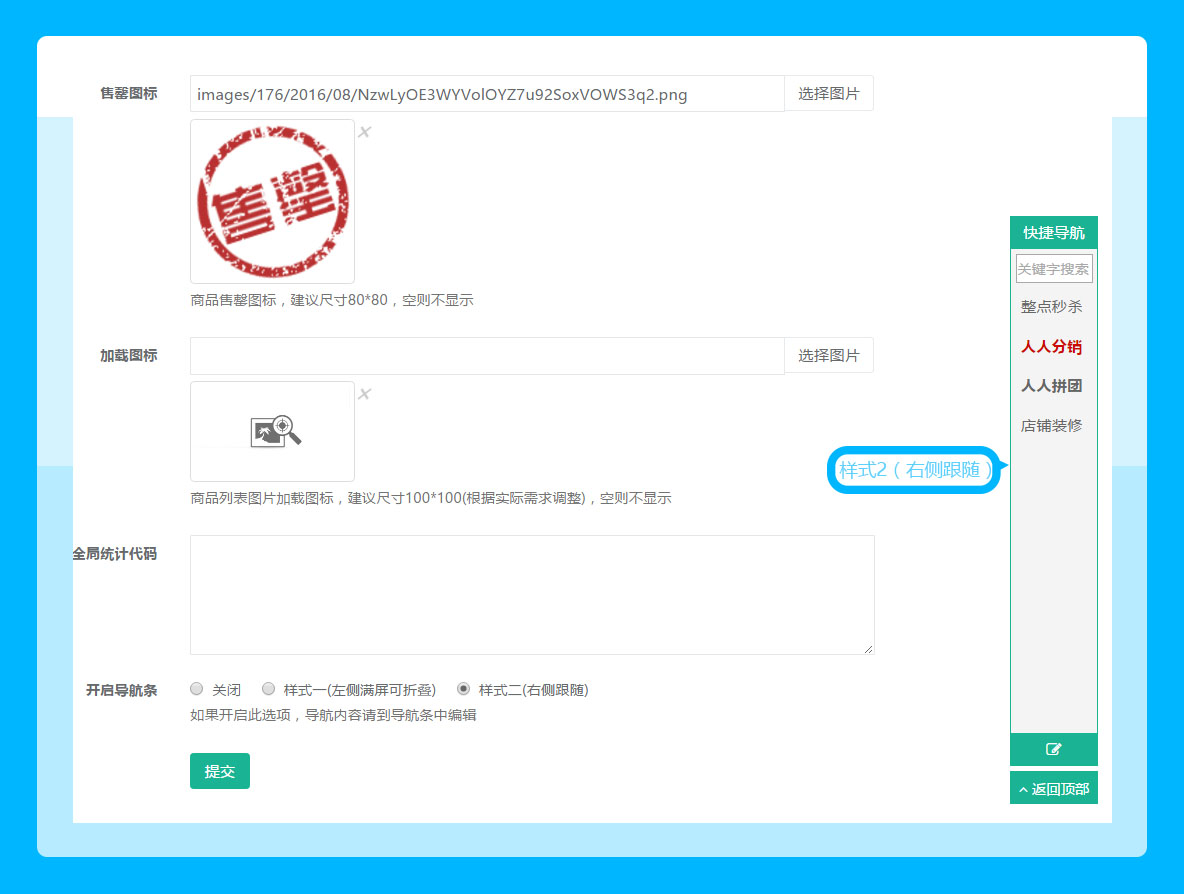 售罄图标
images/176/2016/08/NzwLyOE3WYVolOYZ7u92SoxVOWS3q2.png
选择图片
售罄
商品售罄图标，建议尺寸80*80，空则不显示
加载图标
选择图片
商品列表图片加载图标，建议尺寸100*100(根据实际需求调整)，空则不显示
全局统计代码
开启导航条
关闭 样式一(左侧满屏可折叠) 样式二(右侧跟随)
如果开启此选项，导航内容请到导航条中编辑
提交
样式2（右侧跟随）
快捷导航
关键字搜索
整点秒杀
人人分销
人人拼团
店铺装修
返回顶部